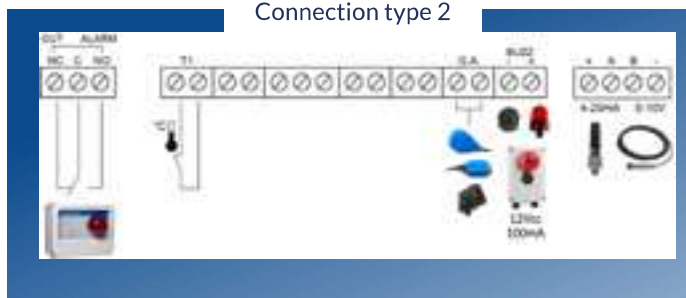 Connection type 2
OUT ALARM
NC C NO
T1
G.A.
BUZZ
- +
+ A B -
4-20mA 0-10V
°C
12Vcc
100mA